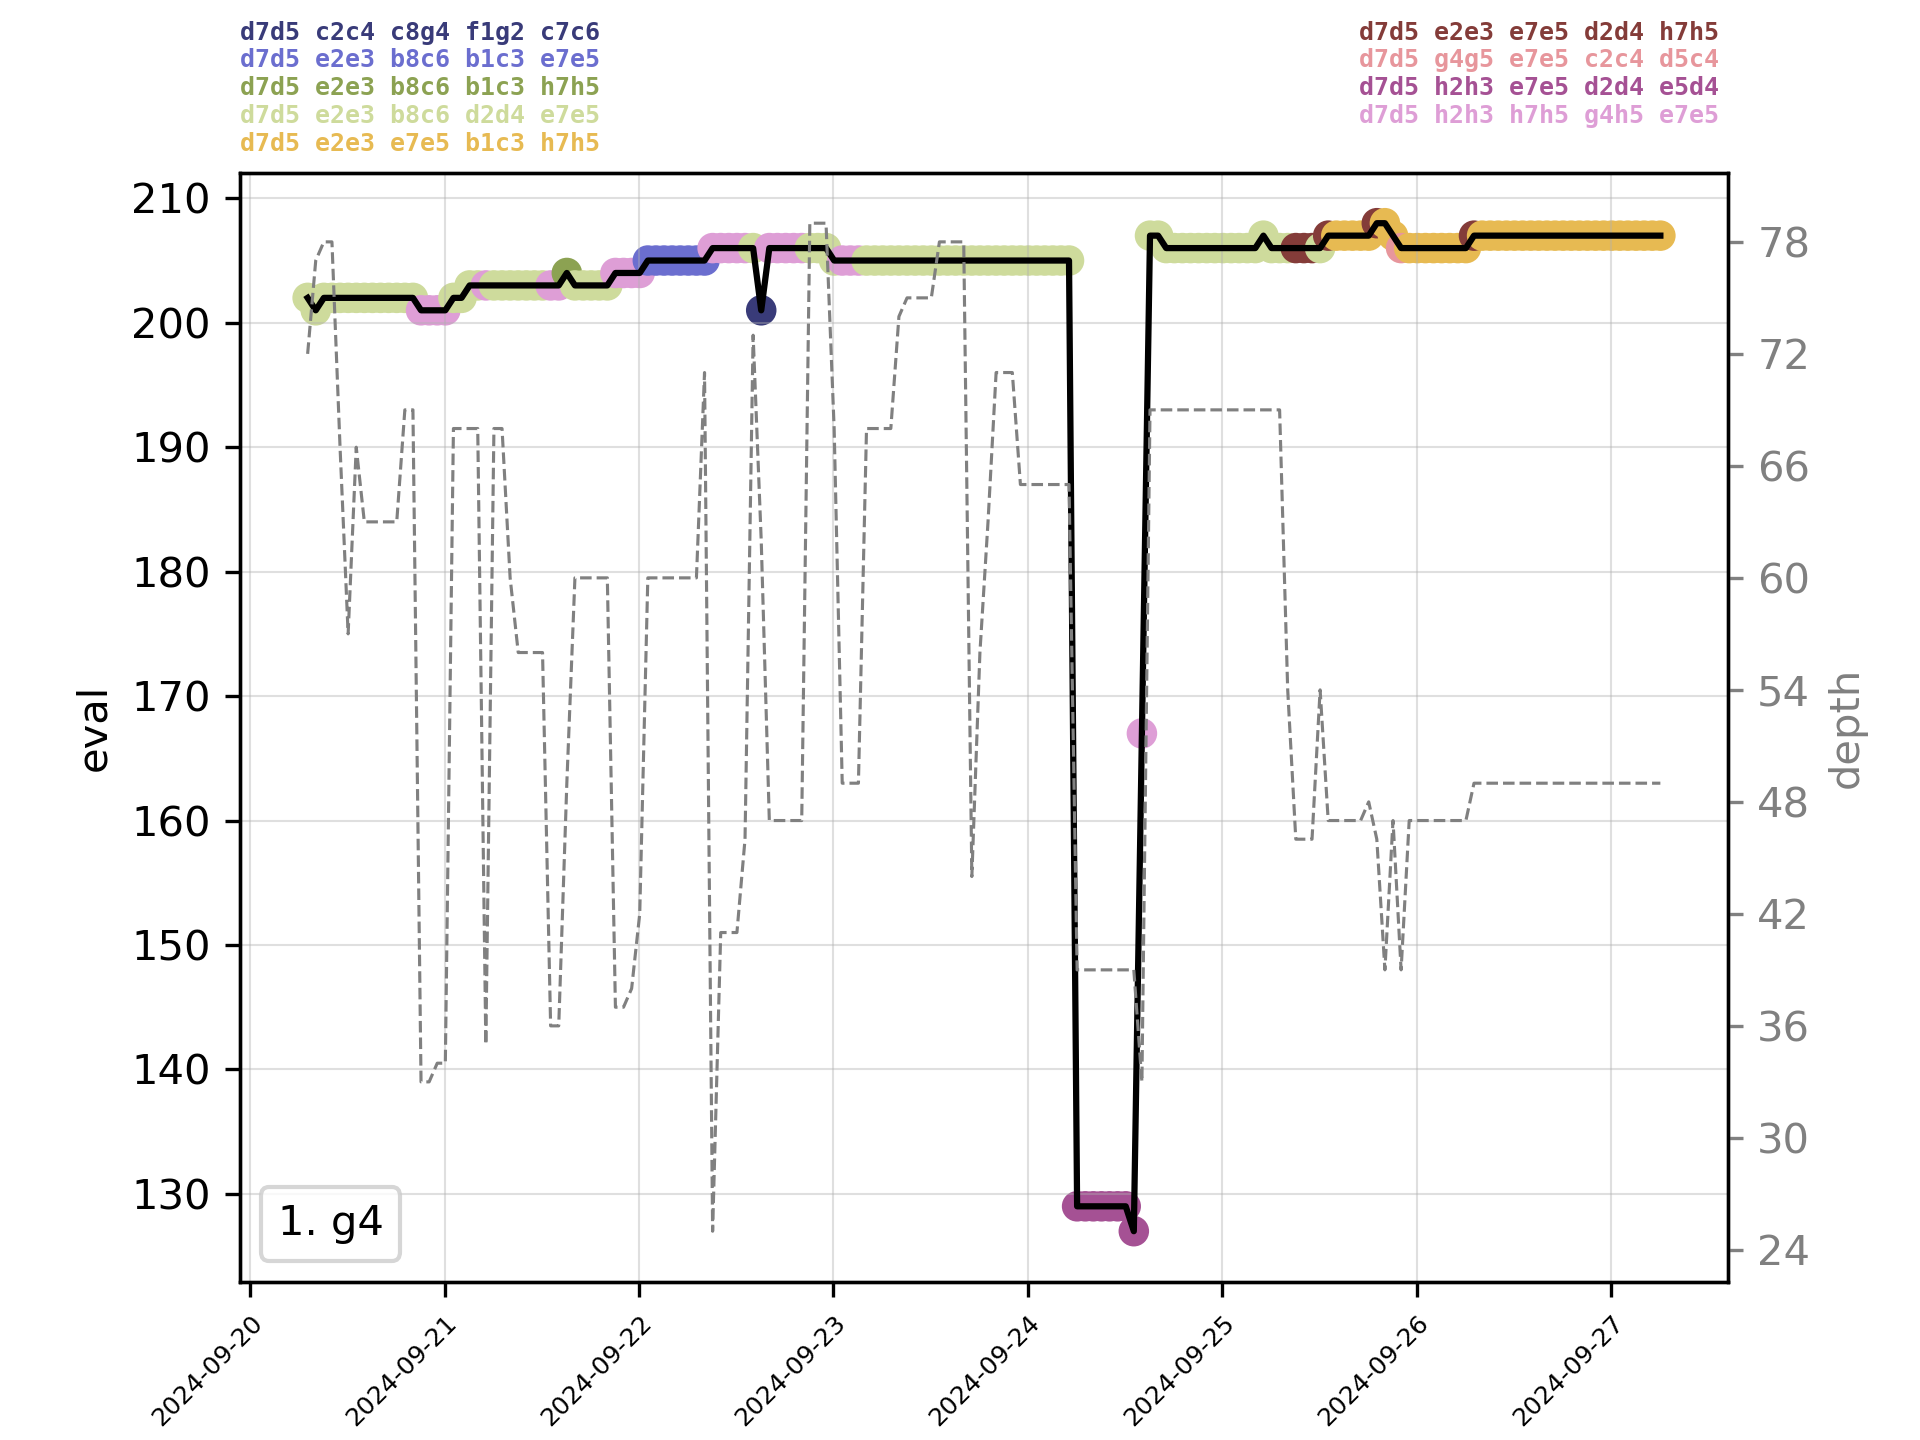 d7d5 c2c4 c8g4 f1g2 c7c6
d7d5 e2e3 b8c6 b1c3 e7e5
d7d5 e2e3 b8c6 b1c3 h7h5
d7d5 e2e3 b8c6 d2d4 e7e5
d7d5 e2e3 e7e5 b1c3 h7h5
d7d5 e2e3 e7e5 d2d4 h7h5
d7d5 g4g5 e7e5 c2c4 d5c4
d7d5 h2h3 e7e5 d2d4 e5d4
d7d5 h2h3 h7h5 g4h5 e7e5
210
200
190
180
170
160
150
140
130
eval
78
72
66
60
54
48
42
36
30
24
depth
1. g4
2024-09-20
2024-09-21
2024-09-22
2024-09-23
2024-09-24
2024-09-25
2024-09-26
2024-09-27